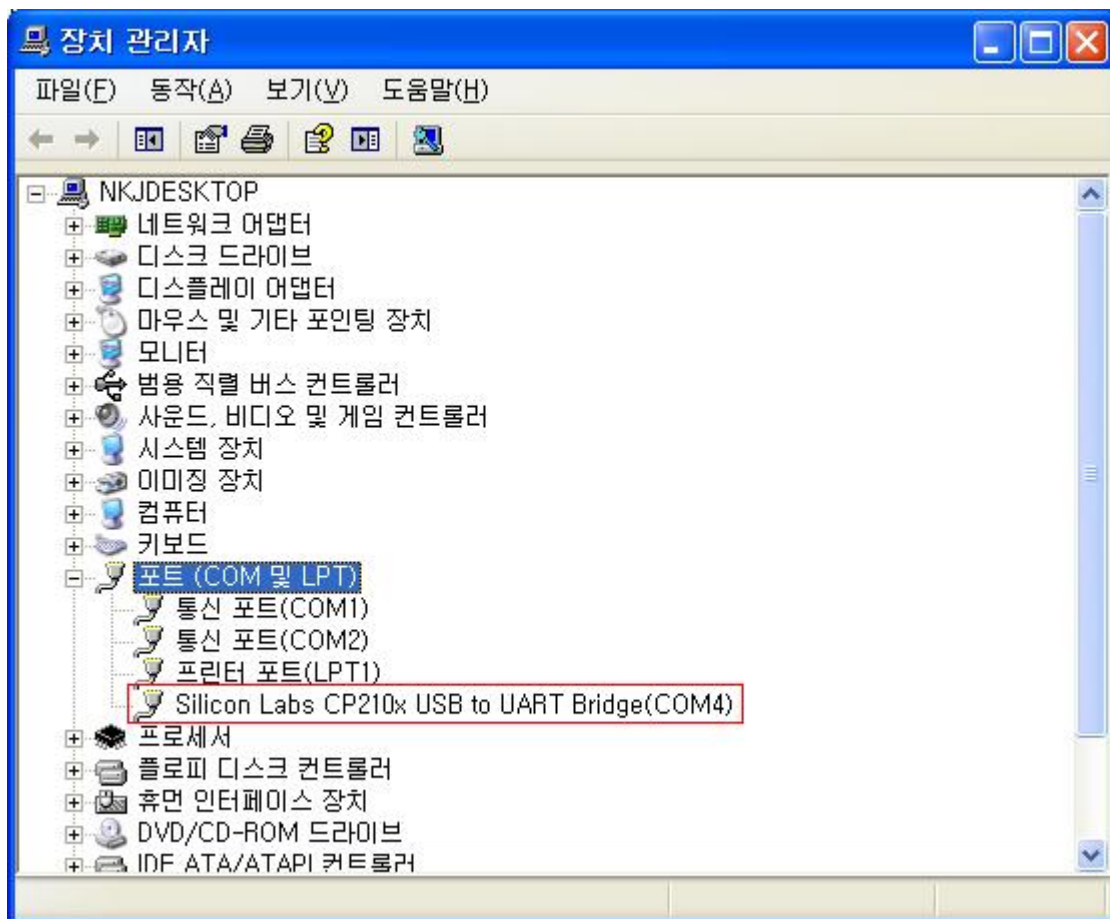 장치 관리자
파일(F) 동작(A) 보기(V) 도움말(H)
NKJDESKTOP
네트워크 어댑터
디스크 드라이브
디스플레이 어댑터
마우스 및 기타 포인팅 장치
모니터
범용 직렬 버스 컨트롤러
사운드, 비디오 및 게임 컨트롤러
시스템 장치
이미징 장치
컴퓨터
키보드
포트 (COM 및 LPT)
통신 포트(COM1)
통신 포트(COM2)
프린터 포트(LPT1)
Silicon Labs CP210x USB to UART Bridge(COM4)
프로세서
플로피 디스크 컨트롤러
휴먼 인터페이스 장치
DVD/CD-ROM 드라이브
IDE ATA/ATAPI 컨트롤러